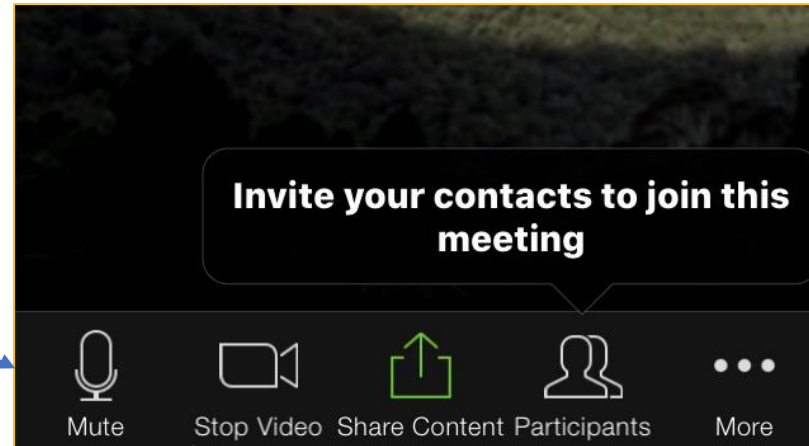 Invite your contacts to join this
meeting
Mute Stop Video Share Content Participants More